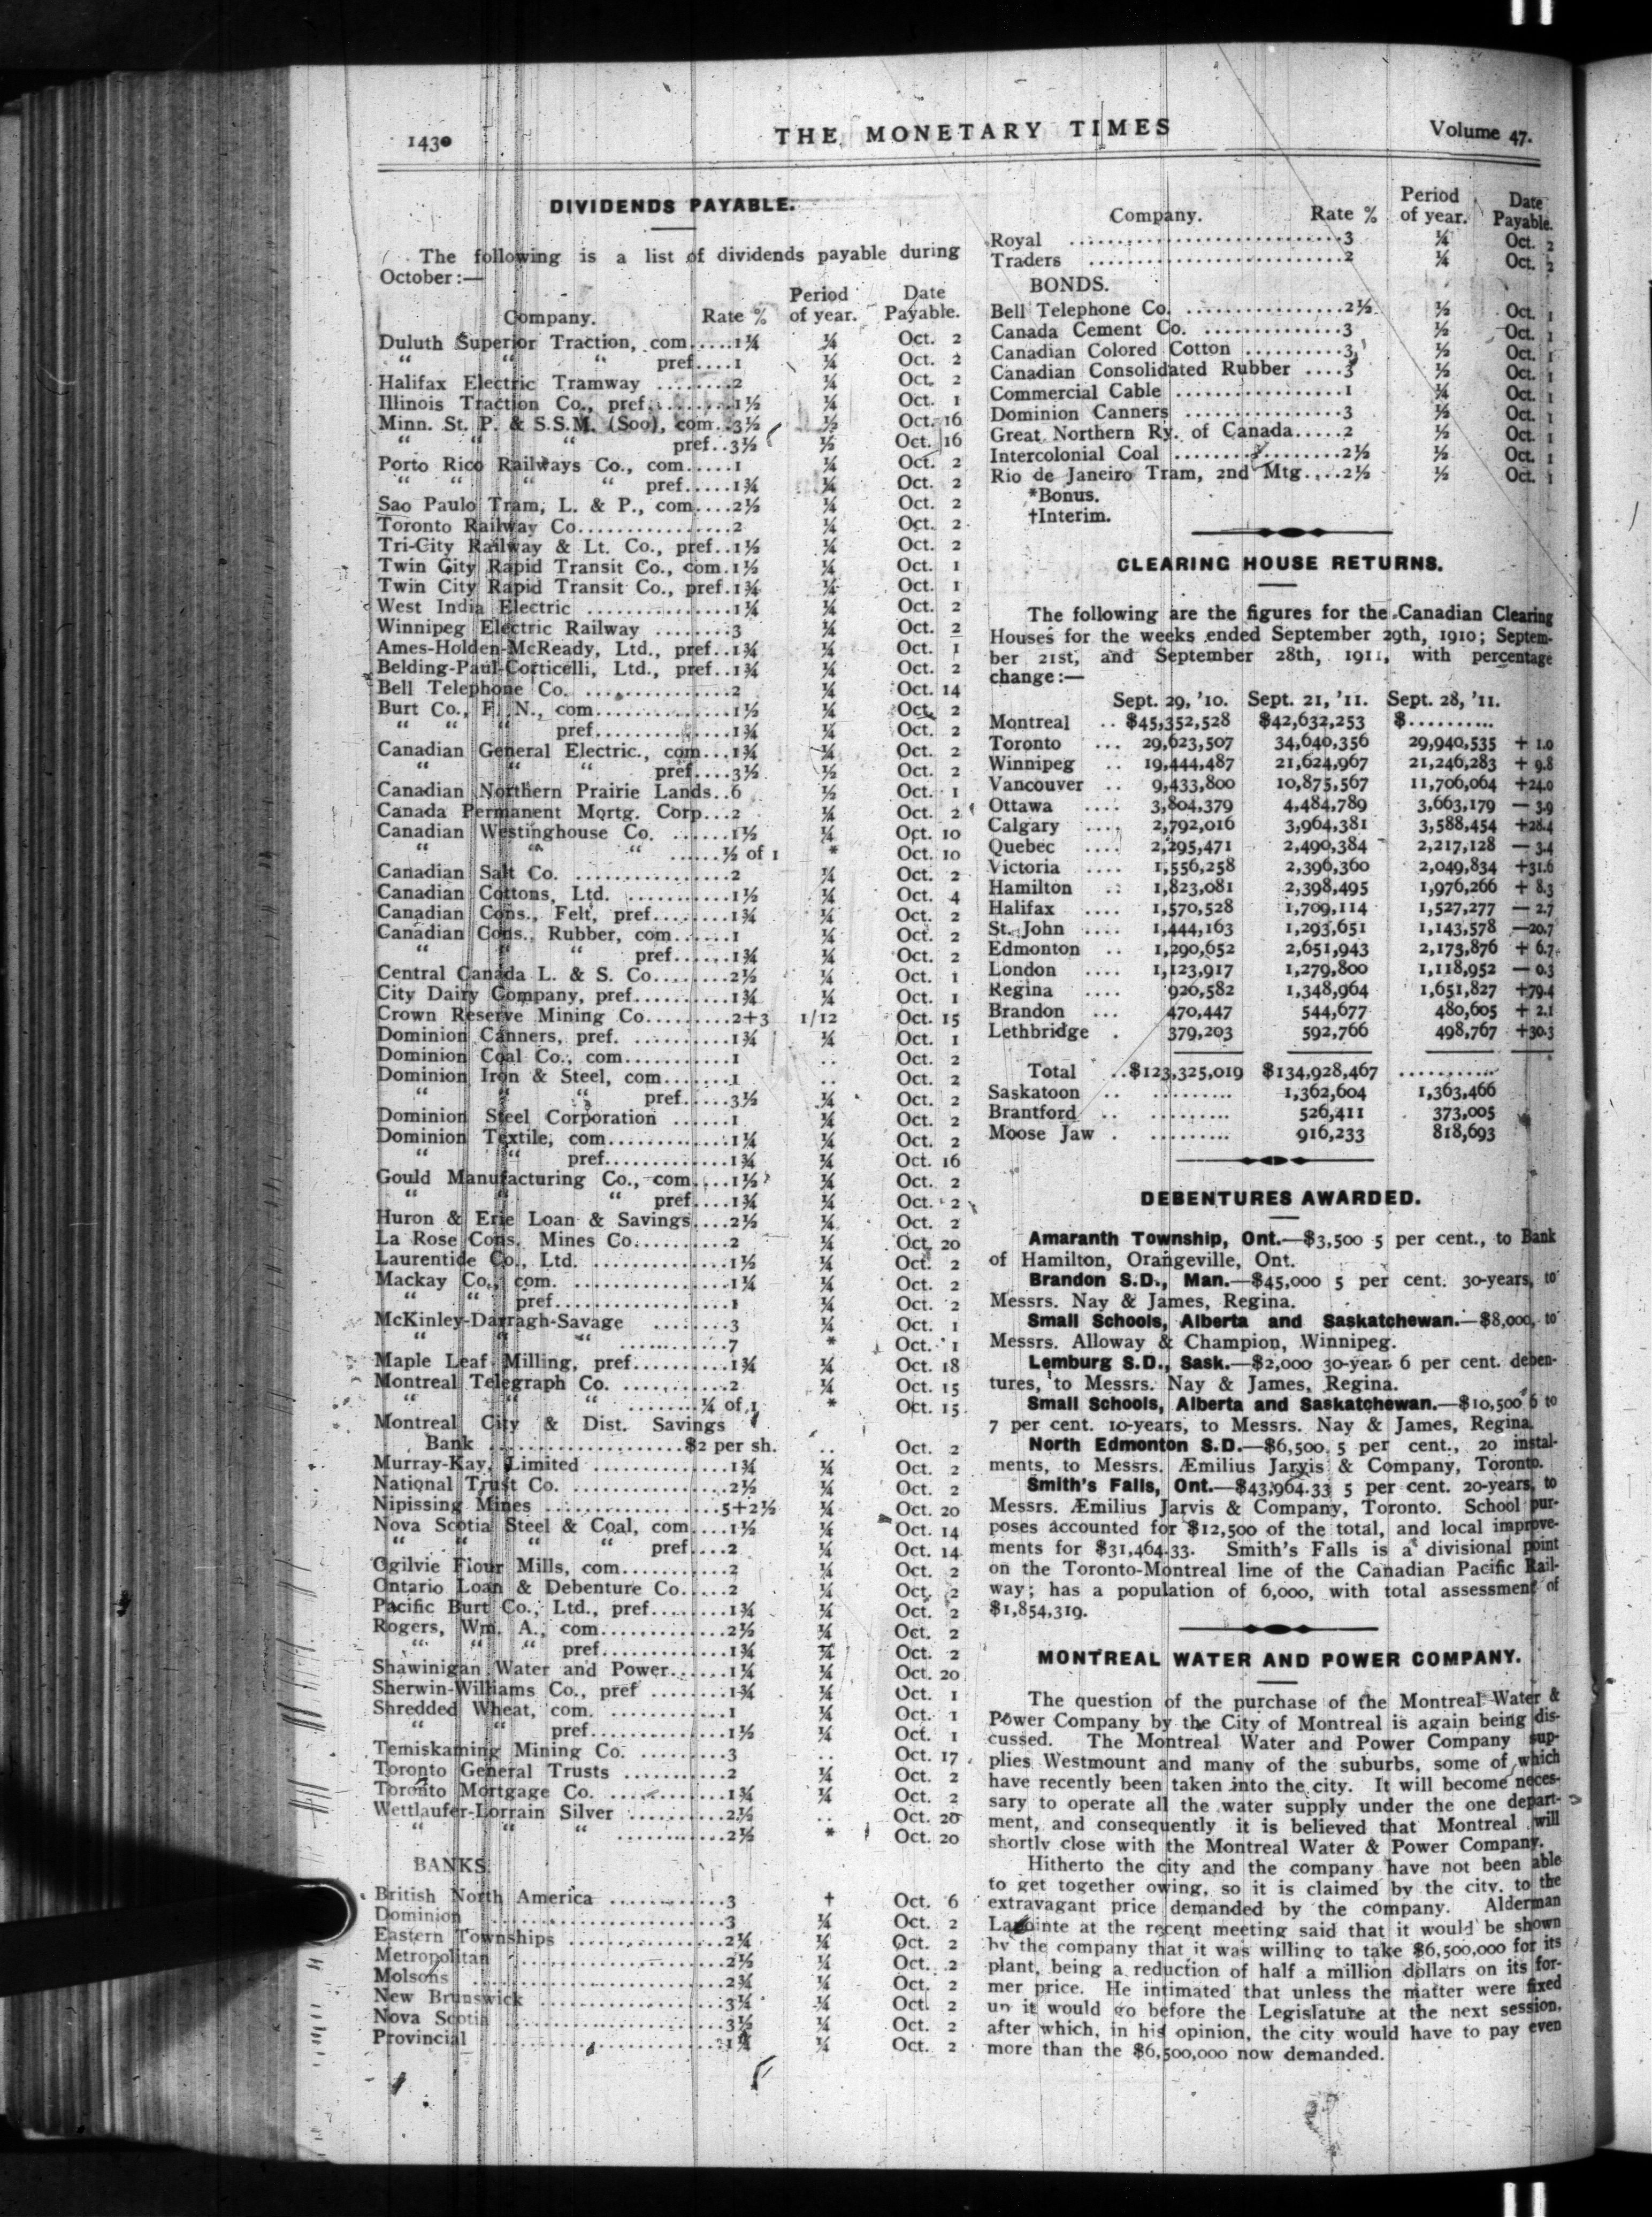 1430
THE MONETARY TIMES
Volume 47.
DIVIDENDS PAYABLE.
The following is a list of dividends payable during
October:—
Company. Rate % Period of year. Date Payable.
Duluth Superior Traction, com.....1¼ ¼ Oct. 2
" " " pref....1 ¼ Oct. 2
Halifax Electric Tramway ........2 ¼ Oct. 2
Illinois Traction Co., pref.........1½ ¼ Oct. 1
Minn. St. P. & S.S.M. (Soo), com..3½ ½ Oct. 16
" " " pref..3½ ½ Oct. 16
Porto Rico Railways Co., com.....1 ¼ Oct. 2
" " " " pref.....1¾ ¼ Oct. 2
Sao Paulo Tram, L. & P., com....2½ ¼ Oct. 2
Toronto Railway Co................2 ¼ Oct. 2
Tri-City Railway & Lt. Co., pref..1½ ¼ Oct. 2
Twin City Rapid Transit Co., com.1½ ¼ Oct. 1
Twin City Rapid Transit Co., pref.1¾ ¼ Oct. 1
West India Electric ...............1¼ ¼ Oct. 2
Winnipeg Electric Railway ........3 ¼ Oct. 2
Ames-Holden-McReady, Ltd., pref..1¾ ¼ Oct. 1
Belding-Paul-Corticelli, Ltd., pref..1¾ ¼ Oct. 2
Bell Telephone Co. ...............2 ¼ Oct. 14
Burt Co., F. N., com..............1½ ¼ Oct. 2
" " pref..............1¾ ¼ Oct. 2
Canadian General Electric., com...1¾ ¼ Oct. 2
" " " pref....3½ ½ Oct. 2
Canadian Northern Prairie Lands..6 ½ Oct. 1
Canada Permanent Mortg. Corp...2 ¼ Oct. 2
Canadian Westinghouse Co. .......1½ ¼ Oct. 10
" " " ......½ of 1 * Oct. 10
Canadian Salt Co. ................2 ¼ Oct. 2
Canadian Cottons, Ltd. ...........1½ ¼ Oct. 4
Canadian Cons., Felt, pref........1¾ ¼ Oct. 2
Canadian Cons., Rubber, com......1 ¼ Oct. 2
" " " pref......1¾ ¼ Oct. 2
Central Canada L. & S. Co........2½ ¼ Oct. 1
City Dairy Company, pref..........1¾ ¼ Oct. 1
Crown Reserve Mining Co.........2+3 1/12 Oct. 15
Dominion Canners, pref. ..........1¾ ¼ Oct. 1
Dominion Coal Co., com...........1 .. Oct. 2
Dominion Iron & Steel, com.......1 .. Oct. 2
" " " pref.....3½ ¼ Oct. 2
Dominion Steel Corporation ......1 ¼ Oct. 2
Dominion Textile, com.............1¼ ¼ Oct. 2
" " pref.............1¾ ¼ Oct. 16
Gould Manufacturing Co., com....1½ ¼ Oct. 2
" " " pref....1¾ ¼ Oct. 2
Huron & Erie Loan & Savings....2½ ¼ Oct. 2
La Rose Cons. Mines Co..........2 ¼ Oct. 20
Laurentide Co., Ltd. ..............1½ ¼ Oct. 2
Mackay Co., com. .................1¼ ¼ Oct. 2
" " pref...................1 ¼ Oct. 2
McKinley-Darragh-Savage ........3 ¼ Oct. 1
" " " ...........7 * Oct. 1
Maple Leaf Milling, pref..........1¾ ¼ Oct. 18
Montreal Telegraph Co. ...........2 ¼ Oct. 15
" " " ........¼ of 1 * Oct. 15
Montreal City & Dist. Savings
Bank .....................$2 per sh. .. Oct. 2
Murray-Kay, Limited ..............1¾ ¼ Oct. 2
National Trust Co. ................2½ ¼ Oct. 2
Nipissing Mines ..................5+2½ ¼ Oct. 20
Nova Scotia Steel & Coal, com....1½ ¼ Oct. 14
" " " " pref....2 ¼ Oct. 14
Ogilvie Flour Mills, com...........2 ¼ Oct. 2
Ontario Loan & Debenture Co.....2 ¼ Oct. 2
Pacific Burt Co., Ltd., pref........1¾ ¼ Oct. 2
Rogers, Wm. A., com.............2½ ¼ Oct. 2
" " " pref.............1¾ ¼ Oct. 2
Shawinigan Water and Power......1¼ ¼ Oct. 20
Sherwin-Williams Co., pref ........1¾ ¼ Oct. 1
Shredded Wheat, com. ............1 ¼ Oct. 1
" " pref..............1½ ¼ Oct. 1
Temiskaming Mining Co. .........3 .. Oct. 17
Toronto General Trusts ...........2 ¼ Oct. 2
Toronto Mortgage Co. ............1¾ ¼ Oct. 2
Wettlaufer-Lorrain Silver ..........2½ .. Oct. 20
" " " ...........2½ * Oct. 20
BANKS.
British North America ............3 † Oct. 6
Dominion .........................3 ¼ Oct. 2
Eastern Townships ................2¼ ¼ Oct. 2
Metropolitan ......................2½ ¼ Oct. 2
Molsons ..........................2¾ ¼ Oct. 2
New Brunswick ...................3¼ ¼ Oct. 2
Nova Scotia ......................3½ ¼ Oct. 2
Provincial ........................1¼ ¼ Oct. 2
Company. Rate % Period of year. Date Payable.
Royal ............................3 ¼ Oct. 2
Traders ..........................2 ¼ Oct. 2
BONDS.
Bell Telephone Co. ................2½ ½ Oct. 1
Canada Cement Co. ..............3 ½ Oct. 1
Canadian Colored Cotton ..........3 ½ Oct. 1
Canadian Consolidated Rubber ....3 ½ Oct. 1
Commercial Cable .................1 ¼ Oct. 1
Dominion Canners ................3 ½ Oct. 1
Great Northern Ry. of Canada.....2 ½ Oct. 1
Intercolonial Coal .................2½ ½ Oct. 1
Rio de Janeiro Tram, 2nd Mtg....2½ ½ Oct. 1
*Bonus.
†Interim.
CLEARING HOUSE RETURNS.
The following are the figures for the Canadian Clearing
Houses for the weeks ended September 29th, 1910; Septem-
ber 21st, and September 28th, 1911, with percentage
change:—
Sept. 29, '10. Sept. 21, '11. Sept. 28, '11.
Montreal .. $45,352,528 $42,632,253 $..........
Toronto ... 29,623,507 34,640,356 29,940,535 + 1.0
Winnipeg .. 19,444,487 21,624,967 21,246,283 + 9.8
Vancouver .. 9,433,800 10,875,567 11,706,064 +24.0
Ottawa .... 3,804,379 4,484,789 3,663,179 — 3.9
Calgary .... 2,792,016 3,964,381 3,588,454 +28.4
Quebec .... 2,295,471 2,490,384 2,217,128 — 3.4
Victoria .... 1,556,258 2,396,360 2,049,834 +31.6
Hamilton .. 1,823,081 2,398,495 1,976,266 + 8.3
Halifax .... 1,570,528 1,709,114 1,527,277 — 2.7
St. John .... 1,444,163 1,293,651 1,143,578 —20.7
Edmonton .. 1,290,652 2,651,943 2,173,876 + 6.7
London .... 1,123,917 1,279,800 1,118,952 — 0.3
Regina .... 920,582 1,348,964 1,651,827 +79.4
Brandon ... 470,447 544,677 480,605 + 2.1
Lethbridge . 379,203 592,766 498,767 +30.3
Total ..$123,325,019 $134,928,467 ...........
Saskatoon .. ......... 1,362,604 1,363,466
Brantford .. ......... 526,411 373,005
Moose Jaw . ......... 916,233 818,693
DEBENTURES AWARDED.
Amaranth Township, Ont.—$3,500 5 per cent., to Bank
of Hamilton, Orangeville, Ont.
Brandon S.D., Man.—$45,000 5 per cent. 30-years, to
Messrs. Nay & James, Regina.
Small Schools, Alberta and Saskatchewan.—$8,000, to
Messrs. Alloway & Champion, Winnipeg.
Lemburg S.D., Sask.—$2,000 30-year 6 per cent. deben-
tures, to Messrs. Nay & James, Regina.
Small Schools, Alberta and Saskatchewan.—$10,500 6 to
7 per cent. 10-years, to Messrs. Nay & James, Regina.
North Edmonton S.D.—$6,500 5 per cent., 20 instal-
ments, to Messrs. Æmilius Jarvis & Company, Toronto.
Smith's Falls, Ont.—$43,964.33 5 per cent. 20-years, to
Messrs. Æmilius Jarvis & Company, Toronto. School pur-
poses accounted for $12,500 of the total, and local improve-
ments for $31,464.33. Smith's Falls is a divisional point
on the Toronto-Montreal line of the Canadian Pacific Rail-
way; has a population of 6,000, with total assessment of
$1,854,319.
MONTREAL WATER AND POWER COMPANY.
The question of the purchase of the Montreal Water &
Power Company by the City of Montreal is again being dis-
cussed. The Montreal Water and Power Company sup-
plies Westmount and many of the suburbs, some of which
have recently been taken into the city. It will become neces-
sary to operate all the water supply under the one depart-
ment, and consequently it is believed that Montreal will
shortly close with the Montreal Water & Power Company.
Hitherto the city and the company have not been able
to get together owing, so it is claimed by the city, to the
extravagant price demanded by the company. Alderman
Lapointe at the recent meeting said that it would be shown
by the company that it was willing to take $6,500,000 for its
plant, being a reduction of half a million dollars on its for-
mer price. He intimated that unless the matter were fixed
up it would go before the Legislature at the next session,
after which, in his opinion, the city would have to pay even
more than the $6,500,000 now demanded.